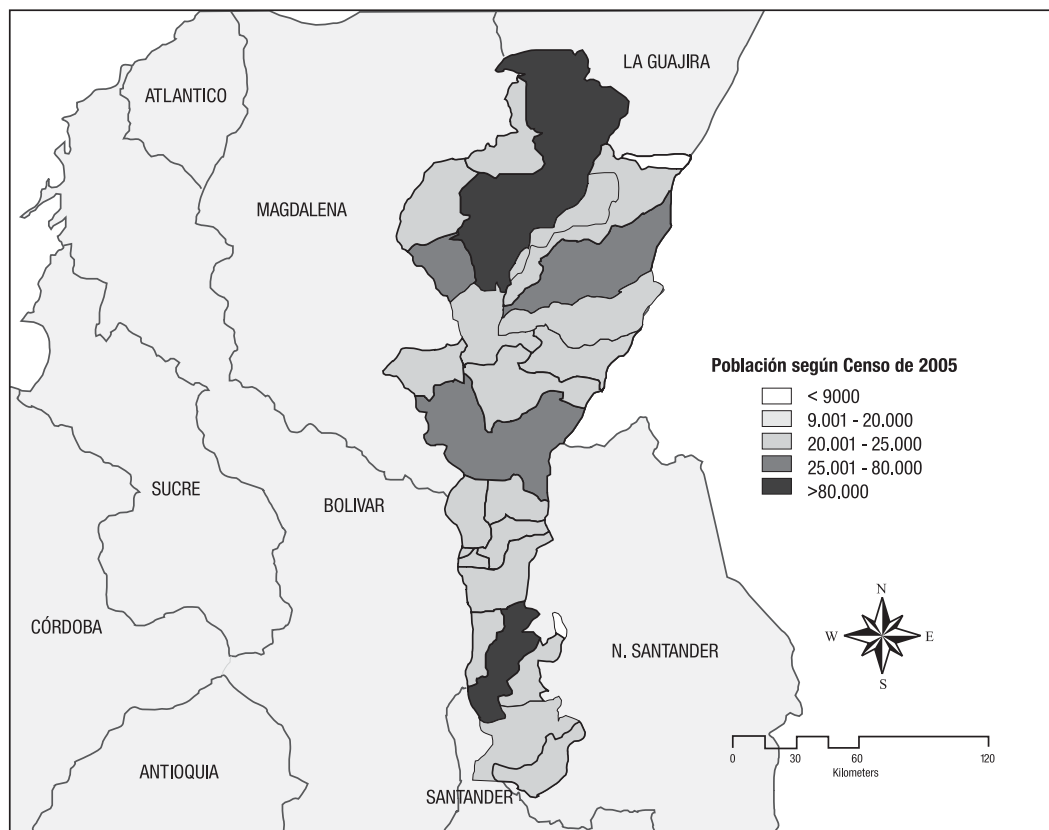 LA GUAJIRA
ATLANTICO
MAGDALENA
Población según Censo de 2005
< 9000
9.001 - 20.000
20.001 - 25.000
25.001 - 80.000
>80.000
SUCRE
BOLIVAR
CÓRDOBA
N. SANTANDER
N
W
E
S
ANTIOQUIA
SANTANDER
0
30
60
120
Kilometers